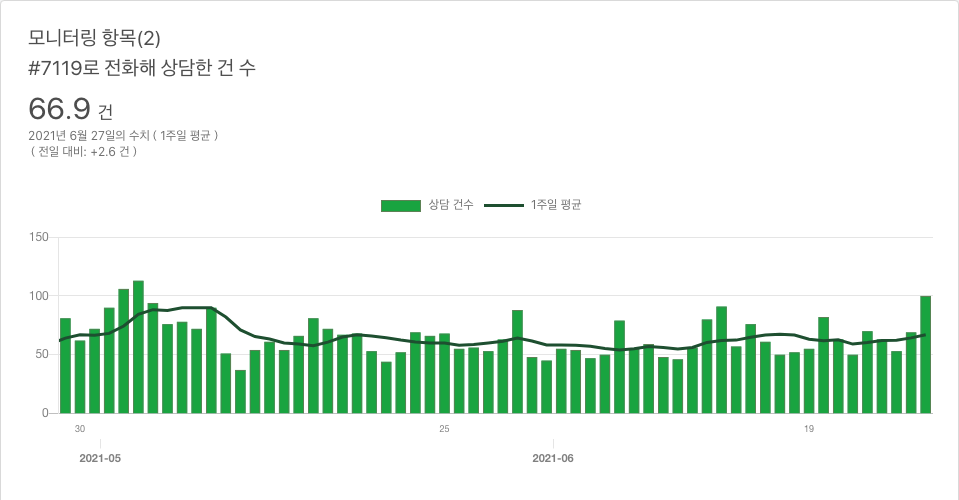 모니터링 항목(2)
#7119로 전화해 상담한 건 수
66.9 건
2021년 6월 27일의 수치 ( 1주일 평균 )
( 전일 대비: +2.6 건 )
상담 건수 1주일 평균
150
100
50
0
30 25 19
2021-05 2021-06